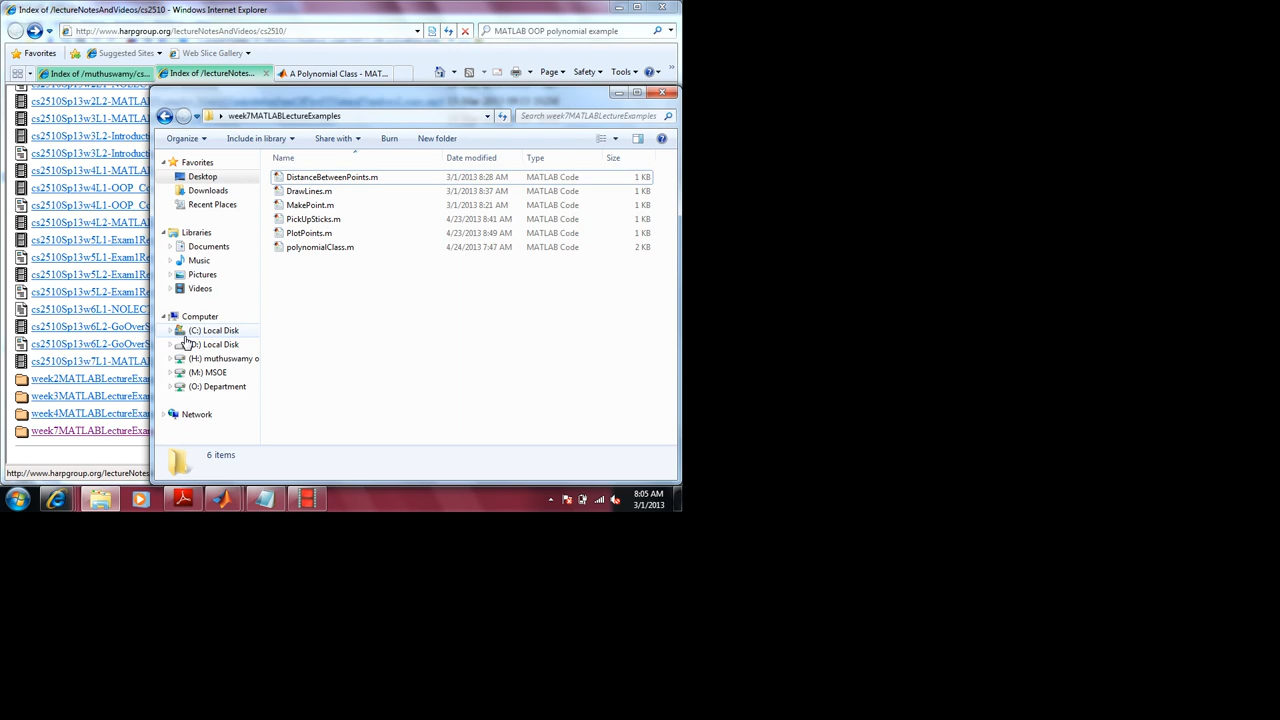 Index of /lectureNotesAndVideos/cs2510 - Windows Internet Explorer
http://www.harpgroup.org/lectureNotesAndVideos/cs2510/
MATLAB OOP polynomial example
Favorites
Suggested Sites
Web Slice Gallery
Index of /muthuswamy/cs...
Index of /lectureNotes...
A Polynomial Class - MAT...
Page
Safety
Tools
cs2510Sp13w2L2-MATLA
cs2510Sp13w3L1-MATLA
cs2510Sp13w3L2-Introducti
cs2510Sp13w3L2-Introducti
cs2510Sp13w4L1-MATLA
cs2510Sp13w4L1-OOP_Co
cs2510Sp13w4L1-OOP_Co
cs2510Sp13w4L2-MATLA
cs2510Sp13w5L1-Exam1Re
cs2510Sp13w5L2-Exam1Re
cs2510Sp13w5L2-Exam1Re
cs2510Sp13w6L1-NOLECT
cs2510Sp13w6L2-GoOverS
cs2510Sp13w6L2-GoOverS
cs2510Sp13w7L1-MATLA
week2MATLABLectureExa
week3MATLABLectureExa
week4MATLABLectureExa
week7MATLABLectureExa
http://www.harpgroup.org/lectureNotes
week7MATLABLectureExamples
Search week7MATLABLectureExamples
Organize
Include in library
Share with
Burn
New folder
Favorites
Desktop
Downloads
Recent Places
Libraries
Documents
Music
Pictures
Videos
Computer
(C:) Local Disk
D:) Local Disk
(H:) muthuswamy o
(M:) MSOE
(O:) Department
Network
Name Date modified Type Size
DistanceBetweenPoints.m 3/1/2013 8:28 AM MATLAB Code 1 KB
DrawLines.m 3/1/2013 8:37 AM MATLAB Code 1 KB
MakePoint.m 3/1/2013 8:21 AM MATLAB Code 1 KB
PickUpSticks.m 4/23/2013 8:41 AM MATLAB Code 1 KB
PlotPoints.m 4/23/2013 8:49 AM MATLAB Code 1 KB
polynomialClass.m 4/24/2013 7:47 AM MATLAB Code 2 KB
6 items
8:05 AM
3/1/2013